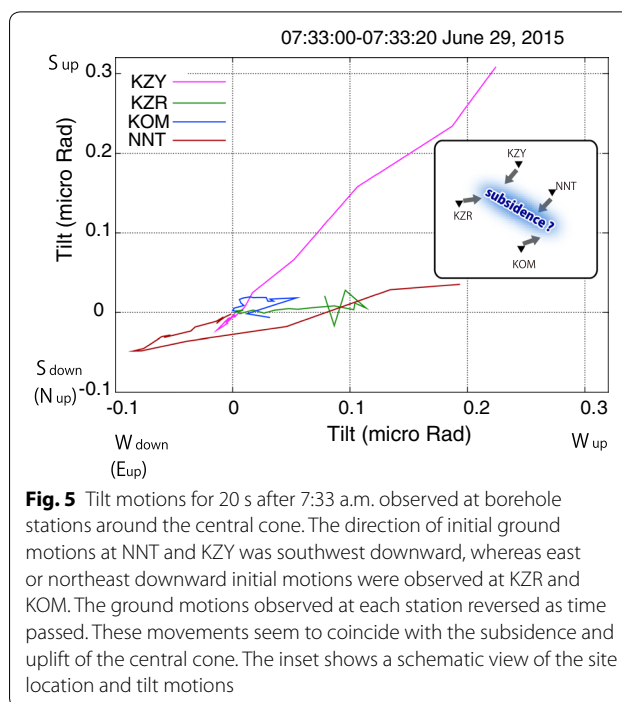 07:33:00-07:33:20 June 29, 2015
S up
0.3
KZY
KZR
KOM
NNT
0.2
Tilt (micro Rad)
KZY
NNT
subsidence ?
KZR
KOM
0.1
0
S down
(N up)
-0.1
-0.1 0 0.1 0.2 0.3
Tilt (micro Rad)
W down
(E up)
W up
Fig. 5 Tilt motions for 20 s after 7:33 a.m. observed at borehole
stations around the central cone. The direction of initial ground
motions at NNT and KZY was southwest downward, whereas east
or northeast downward initial motions were observed at KZR and
KOM. The ground motions observed at each station reversed as time
passed. These movements seem to coincide with the subsidence and
uplift of the central cone. The inset shows a schematic view of the site
location and tilt motions